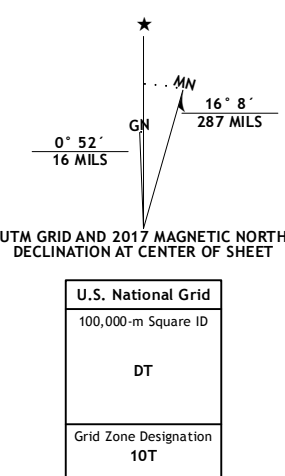 ★
MN
16° 8´
287 MILS
GN
0° 52´
16 MILS
UTM GRID AND 2017 MAGNETIC NORTH
DECLINATION AT CENTER OF SHEET
U.S. National Grid
100,000-m Square ID
DT
Grid Zone Designation
10T